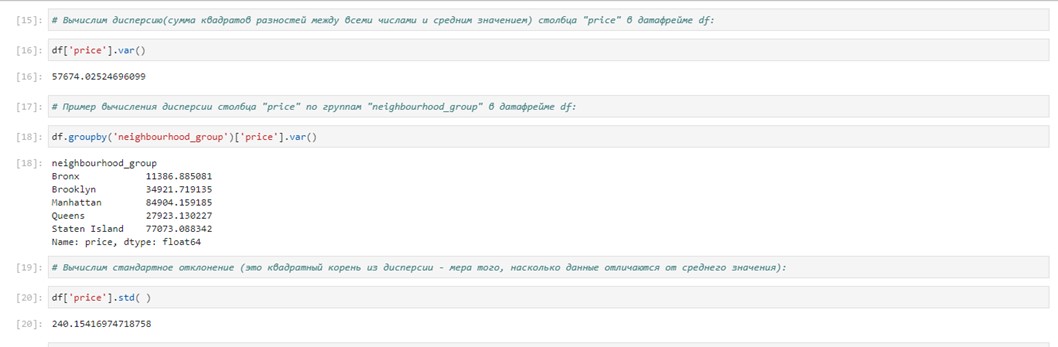 [15]: # Вычислим дисперсию(сумма квадратов разностей между всеми числами и средним значением) столбца "price" в датафрейме df:
[16]: df['price'].var()
[16]: 57674.02524696099
[17]: # Пример вычисления дисперсии столбца "price" по группам "neighbourhood_group" в датафрейме df:
[18]: df.groupby('neighbourhood_group')['price'].var()
[18]: neighbourhood_group
Bronx 11386.885081
Brooklyn 34921.719135
Manhattan 84904.159185
Queens 27923.130227
Staten Island 77073.088342
Name: price, dtype: float64
[19]: # Вычислим стандартное отклонение (это квадратный корень из дисперсии - мера того, насколько данные отличаются от среднего значения):
[20]: df['price'].std( )
[20]: 240.15416974718758